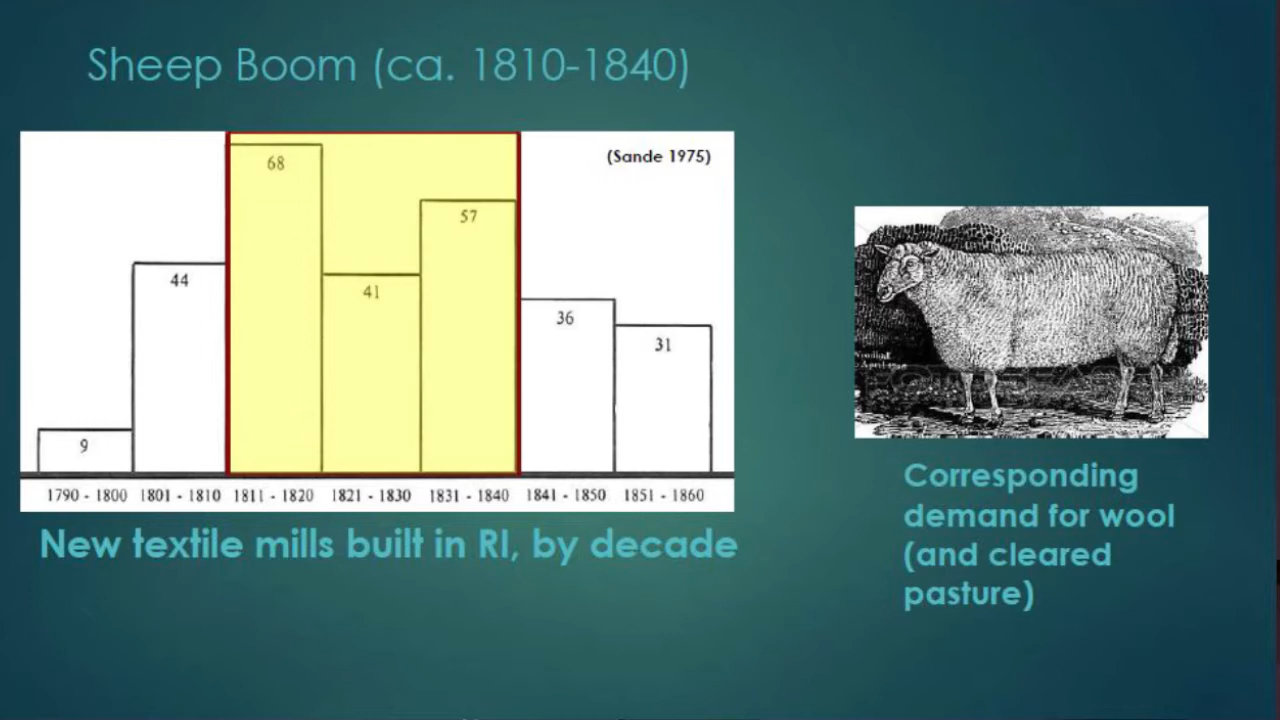 Sheep Boom (ca. 1810-1840)
(Sande 1975)
68
57
44
41
36
31
9
1790 - 1800 1801 - 1810 1811 - 1820 1821 - 1830 1831 - 1840 1841 - 1850 1851 - 1860
New textile mills built in RI, by decade
Corresponding
demand for wool
(and cleared
pasture)